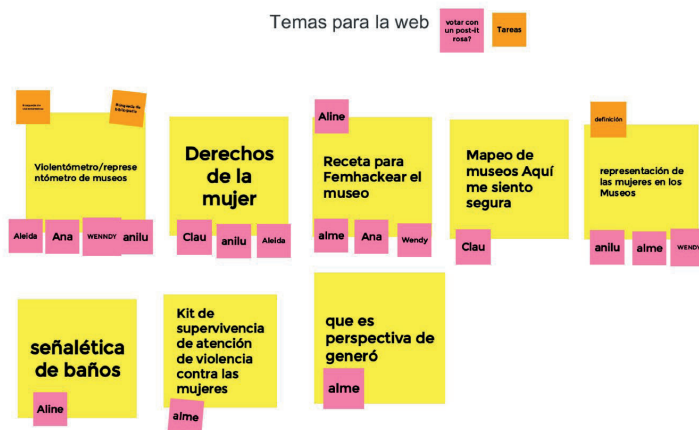 Temas para la web
votar con
un post-it
rosa?
Tareas
Búsqueda de
bibliografía
Violentómetro/represe
ntómetro de museos
Aleida
Ana
WENNDY
anilu
Derechos
de la
mujer
Clau
anilu
Aleida
Aline
Receta para
Femhackear el
museo
alme
Ana
Wendy
Mapeo de
museos Aquí
me siento
segura
Clau
definición
representación de
las mujeres en los
Museos
anilu
alme
WENDY
señalética
de baños
Aline
Kit de
supervivencia
de atención
de violencia
contra las
mujeres
alme
que es
perspectiva de
generó
alme